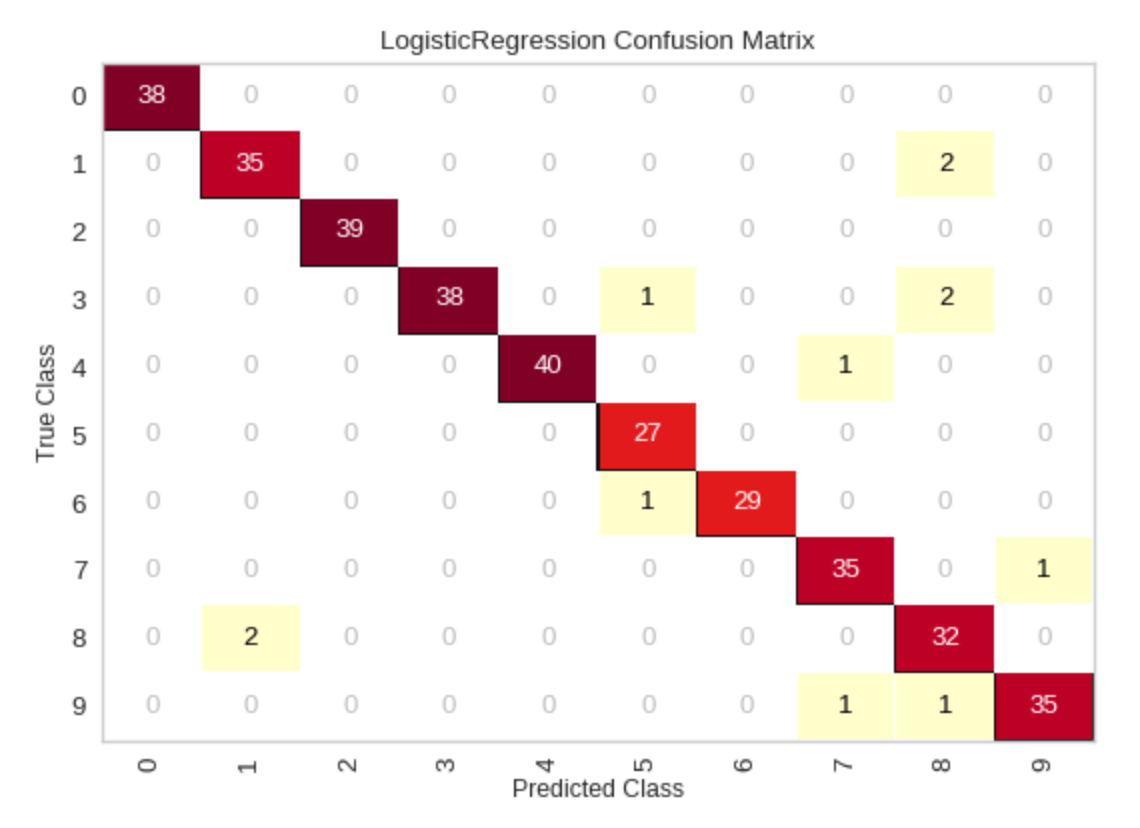 LogisticRegression Confusion Matrix
0 38 0 0 0 0 0 0 0 0 0
1 0 35 0 0 0 0 0 0 2 0
2 0 0 39 0 0 0 0 0 0 0
3 0 0 0 38 0 1 0 0 2 0
4 0 0 0 0 40 0 0 1 0 0
5 0 0 0 0 0 27 0 0 0 0
6 0 0 0 0 0 1 29 0 0 0
7 0 0 0 0 0 0 0 35 0 1
8 0 2 0 0 0 0 0 0 32 0
9 0 0 0 0 0 0 0 1 1 35
True Class
0 1 2 3 4 5 6 7 8 9
Predicted Class